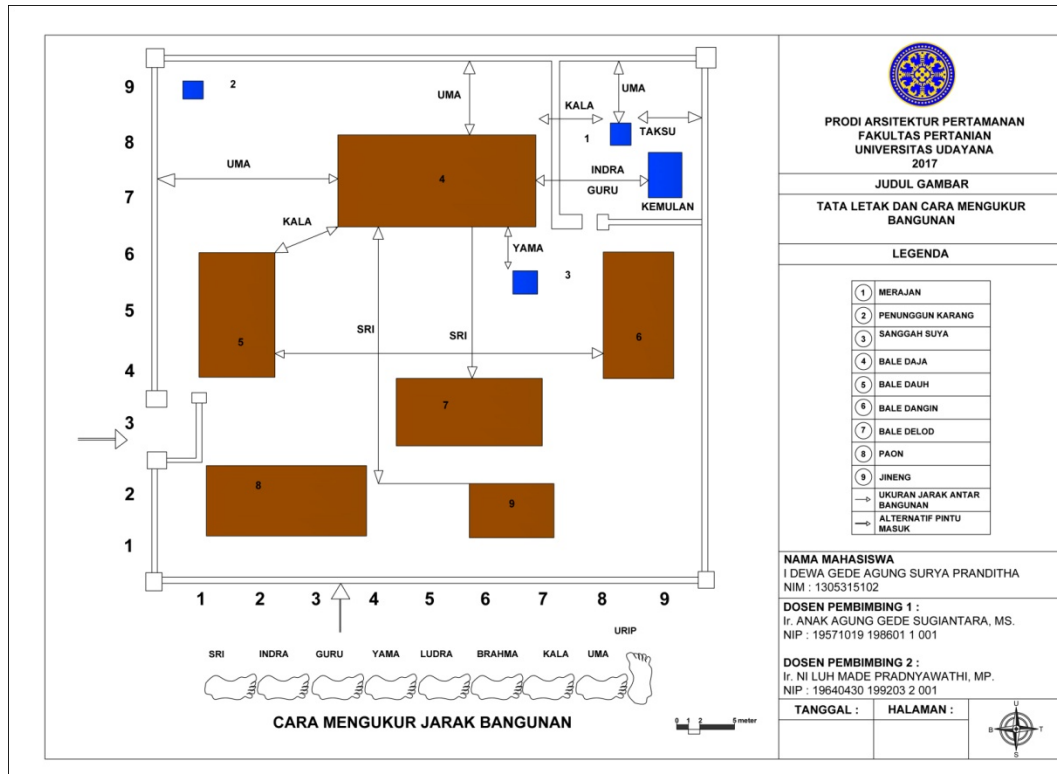 9
2
UMA
UMA
KALA
8
1
TAKSU
UMA
INDRA
4
7
GURU
KEMULAN
KALA
YAMA
6
3
5
SRI
SRI
5
6
4
7
3
8
2
9
1
1 2 3 4 5 6 7 8 9
URIP
SRI INDRA GURU YAMA LUDRA BRAHMA KALA UMA
CARA MENGUKUR JARAK BANGUNAN
0 1 2 5 meter
PRODI ARSITEKTUR PERTAMANAN
FAKULTAS PERTANIAN
UNIVERSITAS UDAYANA
2017
JUDUL GAMBAR
TATA LETAK DAN CARA MENGUKUR
BANGUNAN
LEGENDA
1 MERAJAN
2 PENUNGGUN KARANG
3 SANGGAH SUYA
4 BALE DAJA
5 BALE DAUH
6 BALE DANGIN
7 BALE DELOD
8 PAON
9 JINENG
UKURAN JARAK ANTAR
BANGUNAN
ALTERNATIF PINTU
MASUK
NAMA MAHASISWA
I DEWA GEDE AGUNG SURYA PRANDITHA
NIM : 1305315102
DOSEN PEMBIMBING 1 :
Ir. ANAK AGUNG GEDE SUGIANTARA, MS.
NIP : 19571019 198601 1 001
DOSEN PEMBIMBING 2 :
Ir. NI LUH MADE PRADNYAWATHI, MP.
NIP : 19640430 199203 2 001
TANGGAL : HALAMAN :
U
B T
S